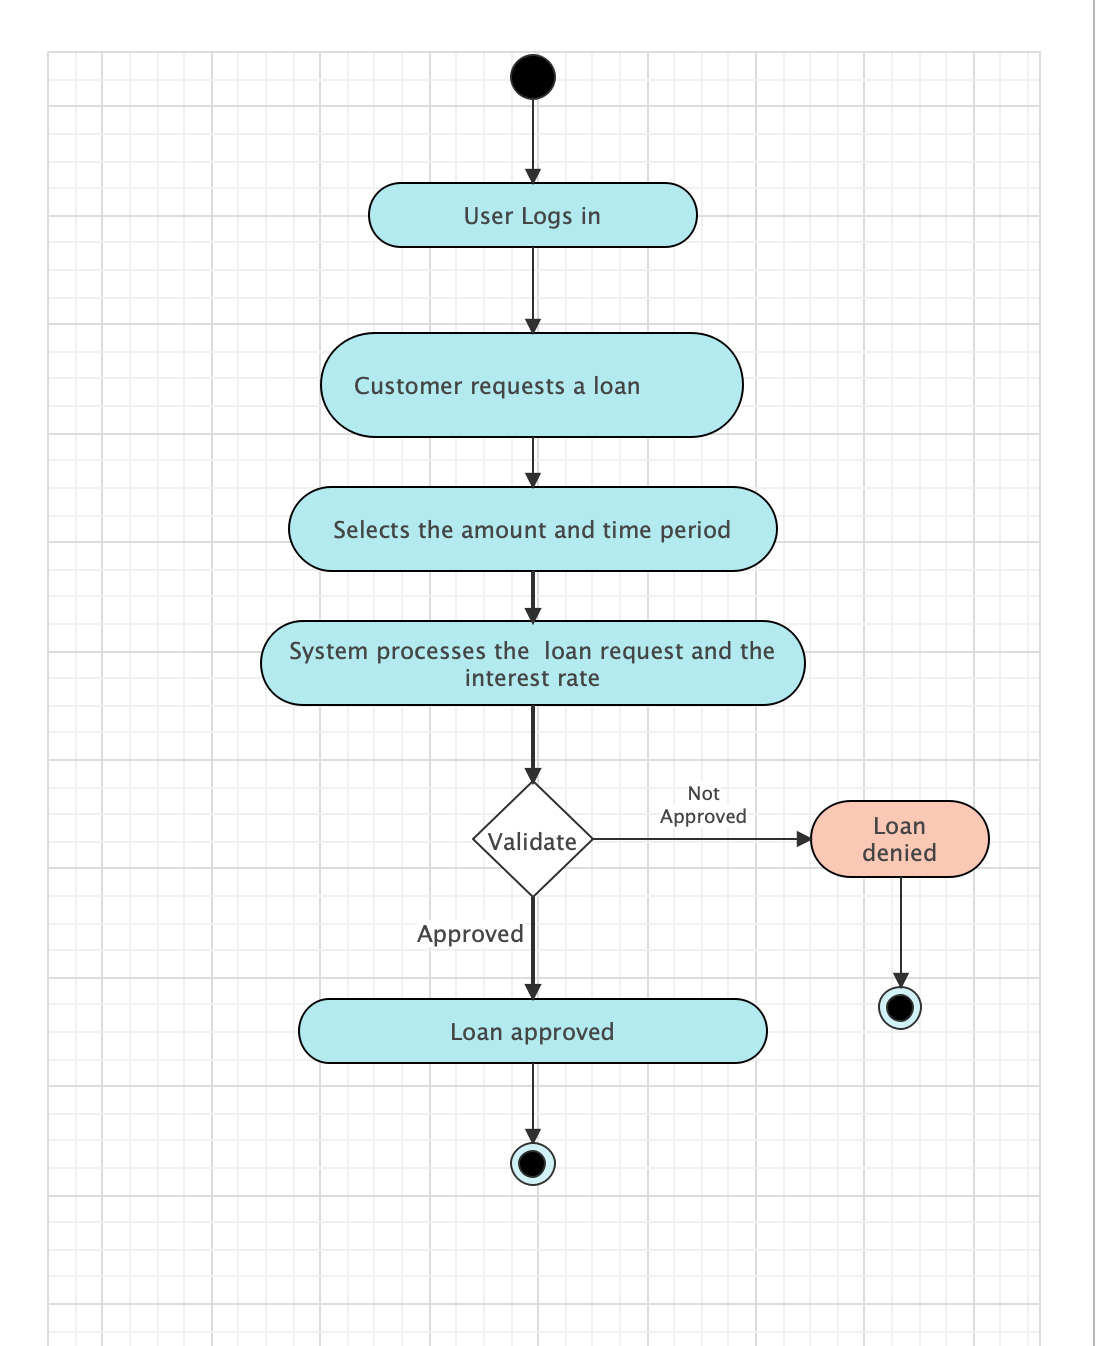 User Logs in
Customer requests a loan
Selects the amount and time period
System processes the  loan request and the
interest rate
Validate
Not
Approved
Loan
denied
Approved
Loan approved